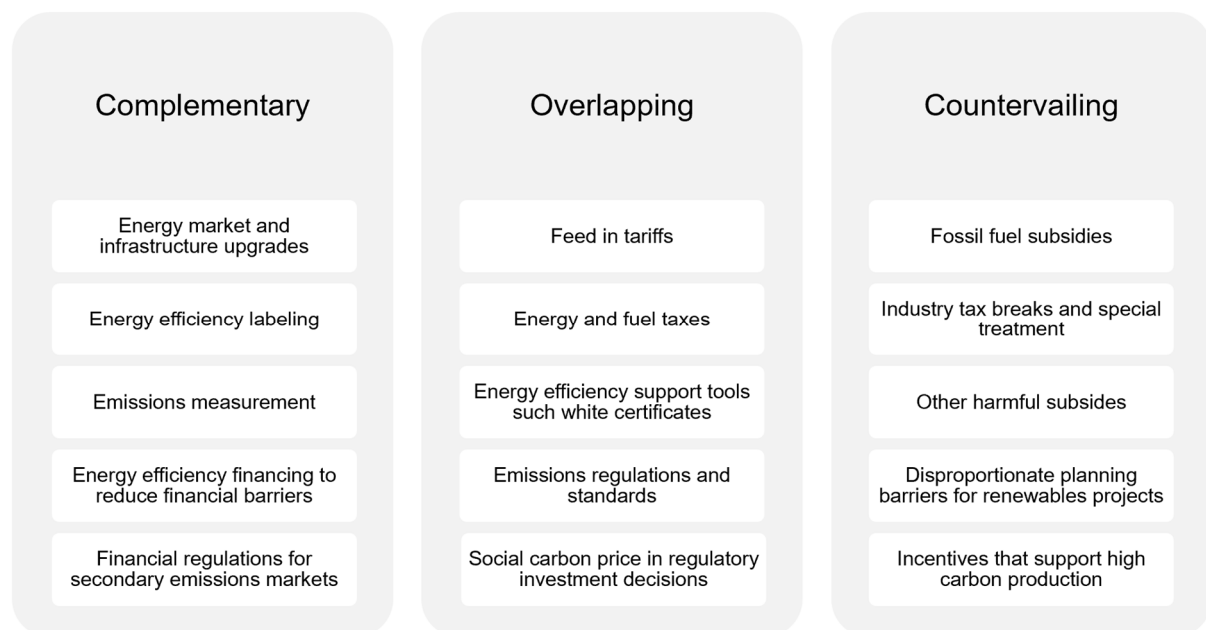 Complementary
Energy market and
infrastructure upgrades
Energy efficiency labeling
Emissions measurement
Energy efficiency financing to
reduce financial barriers
Financial regulations for
secondary emissions markets
Overlapping
Feed in tariffs
Energy and fuel taxes
Energy efficiency support tools
such white certificates
Emissions regulations and
standards
Social carbon price in regulatory
investment decisions
Countervailing
Fossil fuel subsidies
Industry tax breaks and special
treatment
Other harmful subsides
Disproportionate planning
barriers for renewables projects
Incentives that support high
carbon production